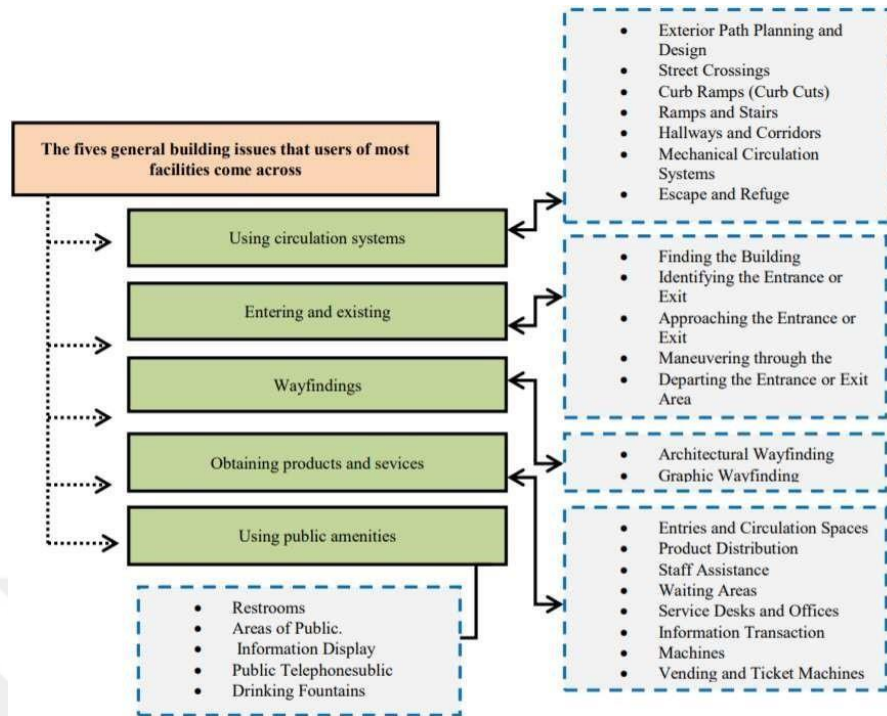 The fives general building issues that users of most
facilities come across
Using circulation systems
Entering and existing
Wayfindings
Obtaining products and sevices
Using public amenities
• Exterior Path Planning and
Design
• Street Crossings
• Curb Ramps (Curb Cuts)
• Ramps and Stairs
• Hallways and Corridors
• Mechanical Circulation
Systems
• Escape and Refuge
• Finding the Building
• Identifying the Entrance or
Exit
• Approaching the Entrance or
Exit
• Maneuvering through the
• Departing the Entrance or Exit
Area
• Architectural Wayfinding
• Graphic Wayfinding
• Entries and Circulation Spaces
• Product Distribution
• Staff Assistance
• Waiting Areas
• Service Desks and Offices
• Information Transaction
• Machines
• Vending and Ticket Machines
• Restrooms
• Areas of Public.
• Information Display
• Public Telephonesublic
• Drinking Fountains